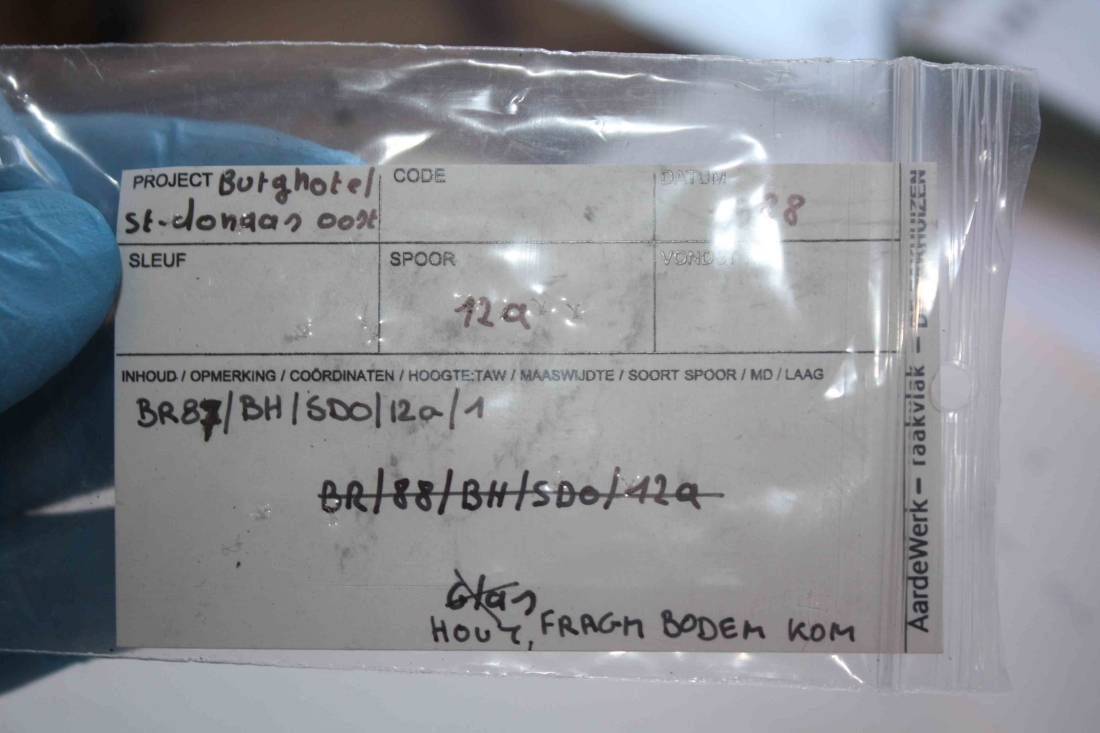 PROJECT Burghotel
St-donaas oost
CODE
DATUM
88
SLEUF
SPOOR
12a
INHOUD / OPMERKING / COÖRDINATEN / HOOGTE:TAW / MAASWIJDTE / SOORT SPOOR / MD / LAAG
BR87/BH/SDO/12a/1
BR/88/BH/SDO/12a
Glas
HOUT, FRAGM BODEM KOM
AardeWerk – raakvlak –